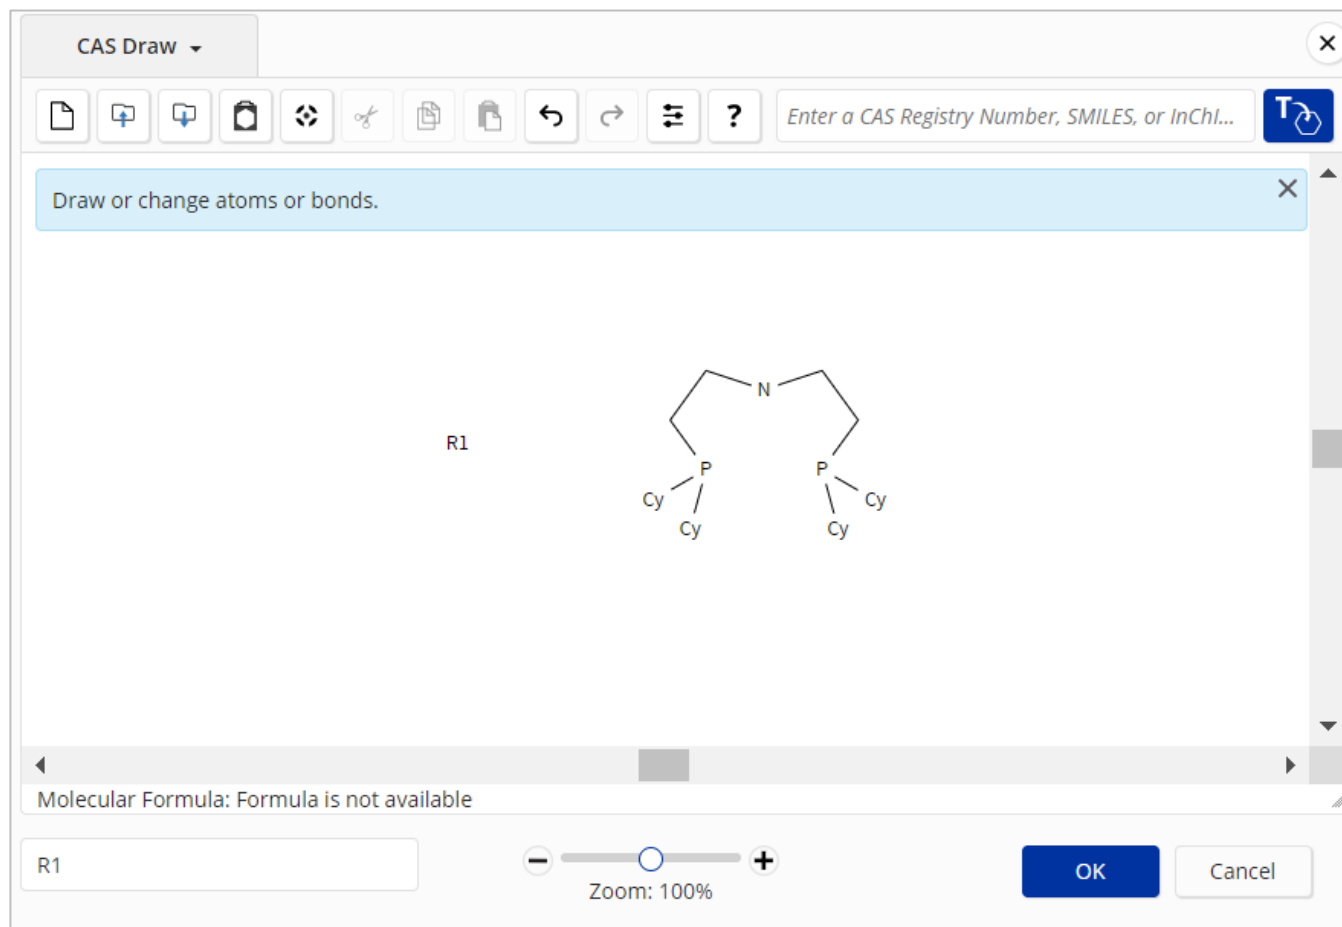 CAS Draw
?
Enter a CAS Registry Number, SMILES, or InChI...
T
Draw or change atoms or bonds.
N
R1
P P
Cy Cy
Cy Cy
Molecular Formula: Formula is not available
R1
Zoom: 100%
OK
Cancel